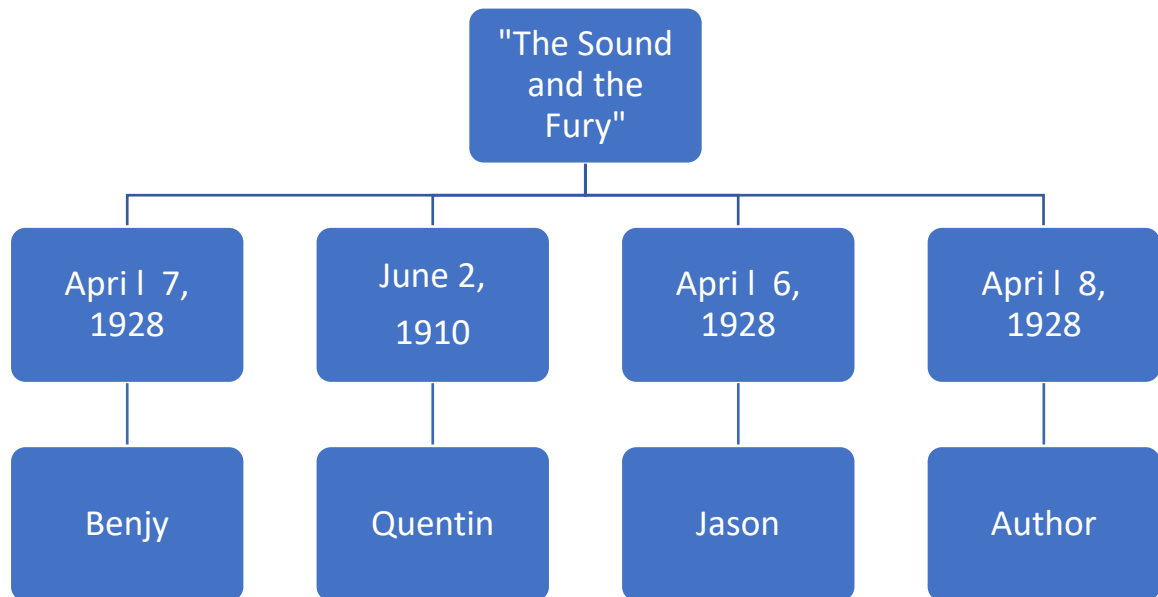 "The Sound
and the
Fury"
Apri l  7,
1928
June 2,
1910
Apri l  6,
1928
Apri l  8,
1928
Benjy
Quentin
Jason
Author